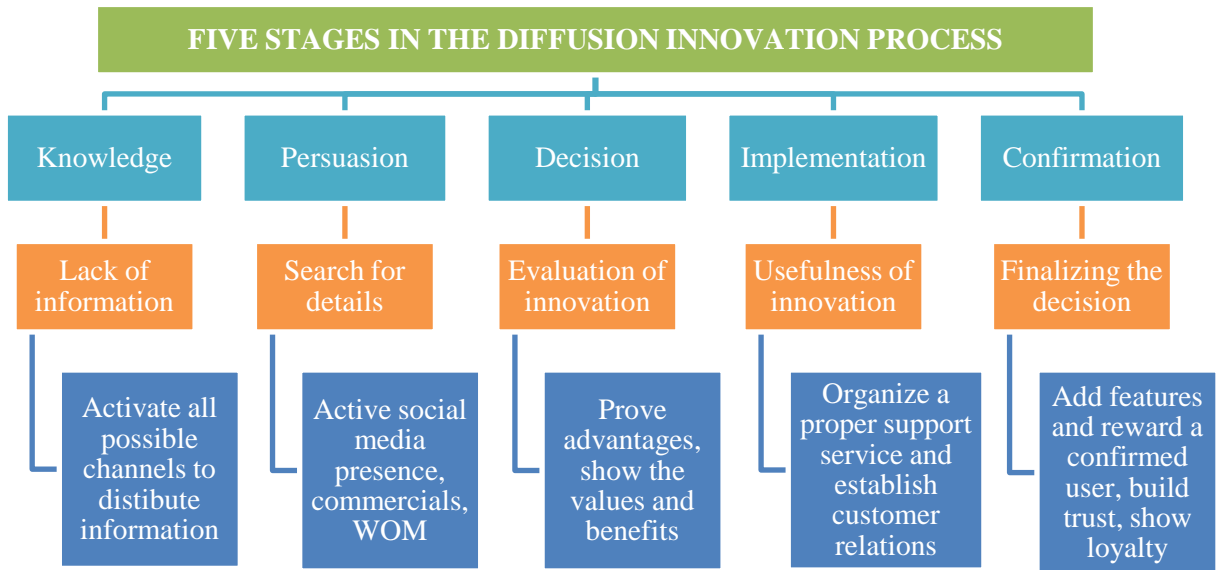 FIVE STAGES IN THE DIFFUSION INNOVATION PROCESS
Knowledge
Persuasion
Decision
Implementation
Confirmation
Lack of
information
Search for
details
Evaluation of
innovation
Usefulness of
innovation
Finalizing the
decision
Activate all
possible
channels to
distibute
information
Active social
media
presence,
commercials,
WOM
Prove
advantages,
show the
values and
benefits
Organize a
proper support
service and
establish
customer
relations
Add features
and reward a
confirmed
user, build
trust, show
loyalty